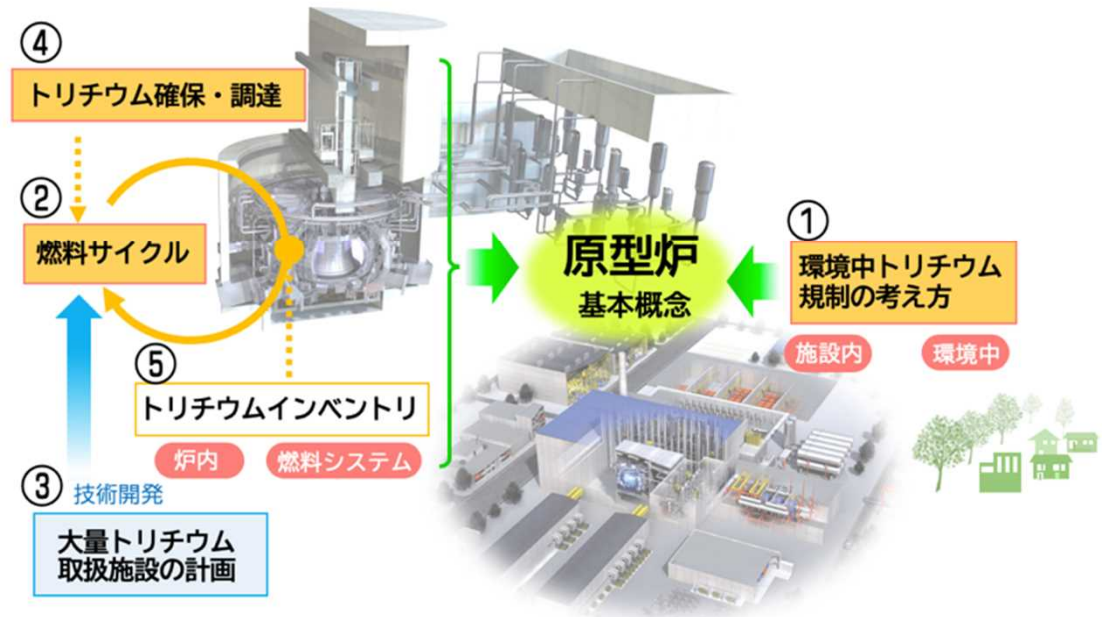 ④
トリチウム確保・調達
②
燃料サイクル
⑤
トリチウムインベントリ
炉内
燃料システム
③
技術開発
大量トリチウム
取扱施設の計画
原型炉
基本概念
①
環境中トリチウム
規制の考え方
施設内
環境中